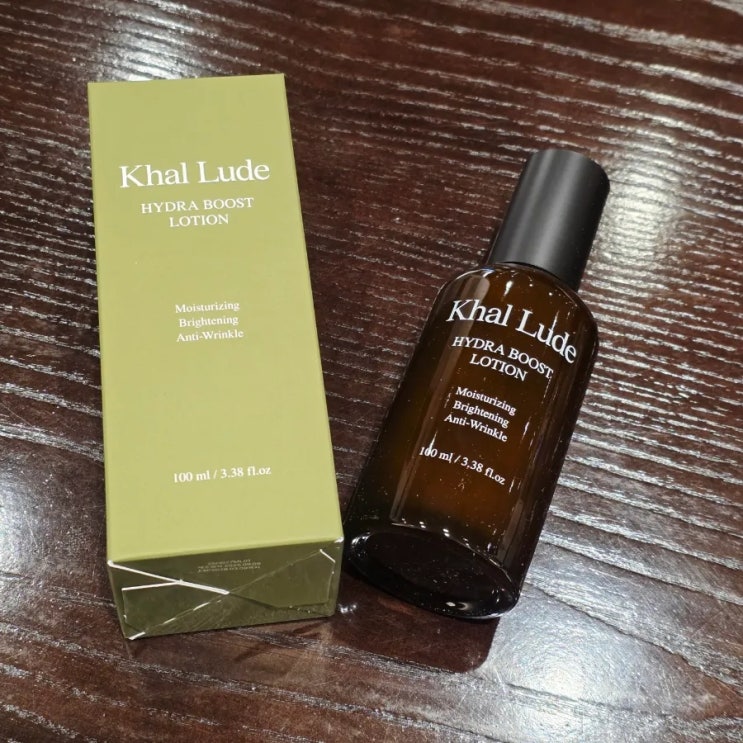 Khal Lude
HYDRA BOOST
LOTION
Moisturizing
Brightening
Anti-Wrinkle
100 ml / 3.38 fl.oz
Khal Lude
HYDRA BOOST
LOTION
Moisturizing
Brightening
Anti-Wrinkle
100 ml / 3.38 fl.oz